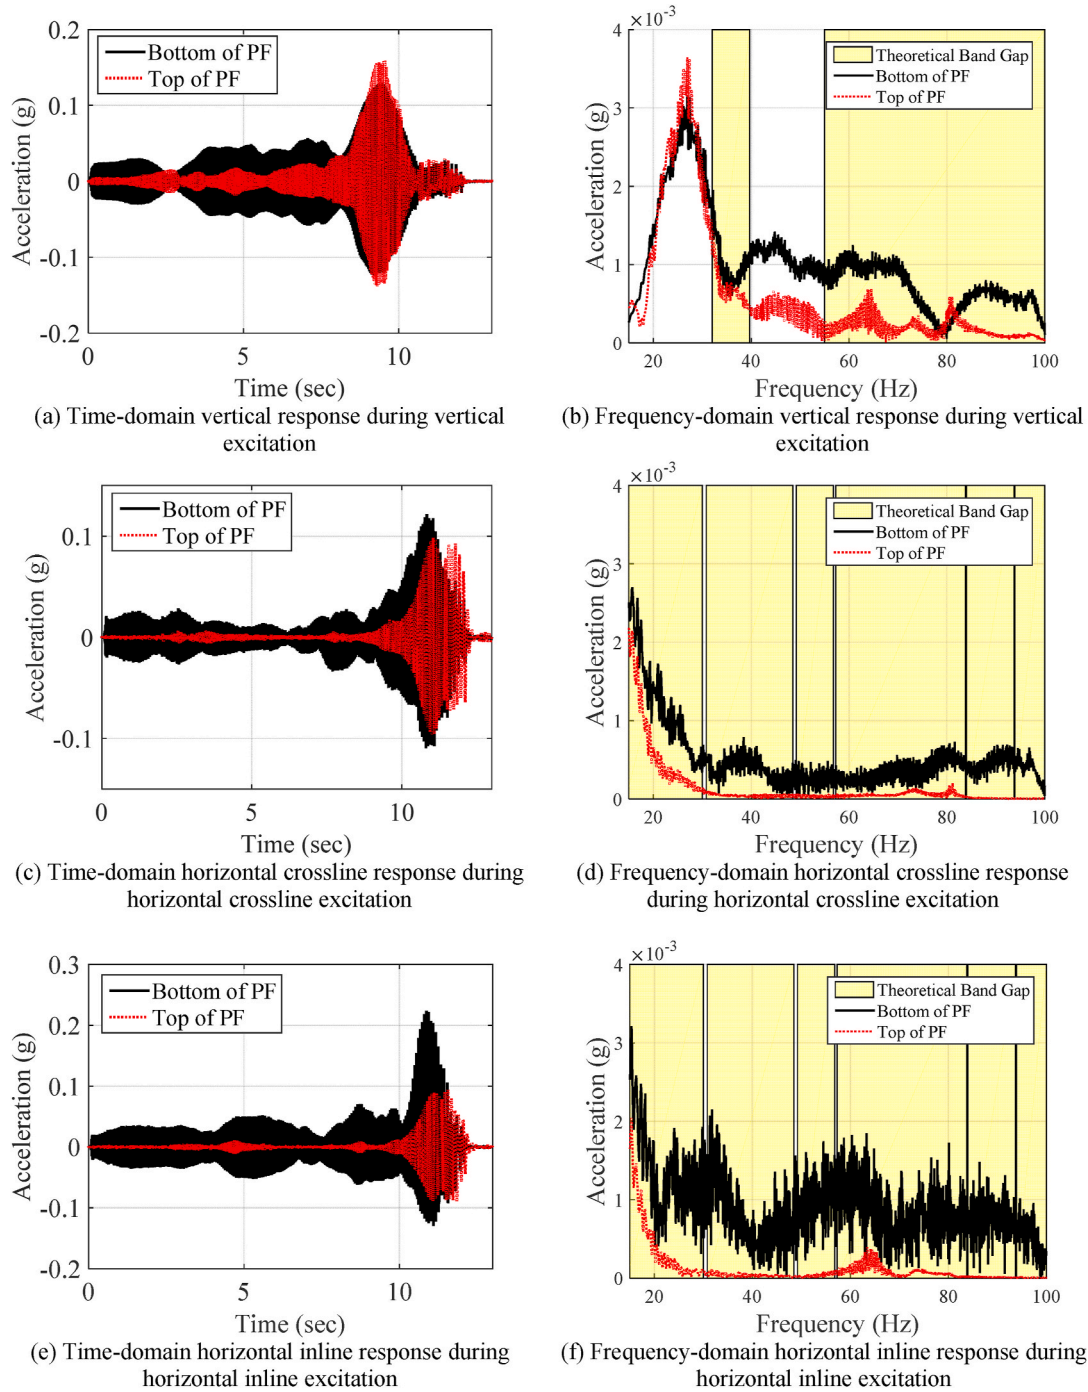 0.2
0.1
0
-0.1
-0.2
Acceleration (g)
Bottom of PF
Top of PF
0
5
10
Time (sec)
(a) Time-domain vertical response during vertical
excitation
×10⁻³
4
3
2
1
0
Acceleration (g)
Theoretical Band Gap
Bottom of PF
Top of PF
20
40
60
80
100
Frequency (Hz)
(b) Frequency-domain vertical response during vertical
excitation
0.1
0
-0.1
Acceleration (g)
Bottom of PF
Top of PF
0
5
10
Time (sec)
(c) Time-domain horizontal crossline response during
horizontal crossline excitation
×10⁻³
4
3
2
1
0
Acceleration (g)
Theoretical Band Gap
Bottom of PF
Top of PF
20
40
60
80
100
Frequency (Hz)
(d) Frequency-domain horizontal crossline response
during horizontal crossline excitation
0.3
0.2
0.1
0
-0.1
-0.2
Acceleration (g)
Bottom of PF
Top of PF
0
5
10
Time (sec)
(e) Time-domain horizontal inline response during
horizontal inline excitation
×10⁻³
4
3
2
1
0
Acceleration (g)
Theoretical Band Gap
Bottom of PF
Top of PF
20
40
60
80
100
Frequency (Hz)
(f) Frequency-domain horizontal inline response during
horizontal inline excitation